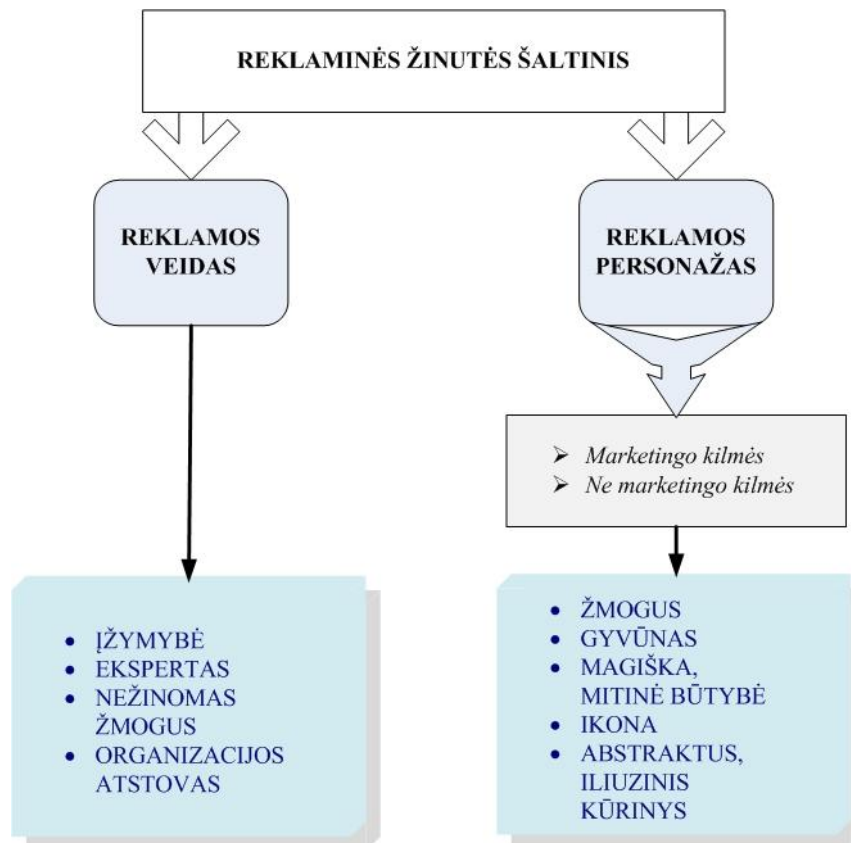 REKLAMINĖS ŽINUTĖS ŠALTINIS
REKLAMOS
VEIDAS
REKLAMOS
PERSONAŽAS
➢ Marketingo kilmės
➢ Ne marketingo kilmės
• ĮŽYMYBĖ
• EKSPERTAS
• NEŽINOMAS
ŽMOGUS
• ORGANIZACIJOS
ATSTOVAS
• ŽMOGUS
• GYVŪNAS
• MAGIŠKA,
MITINĖ BŪTYBĖ
• IKONA
• ABSTRAKTUS,
ILIUZINIS
KŪRINYS